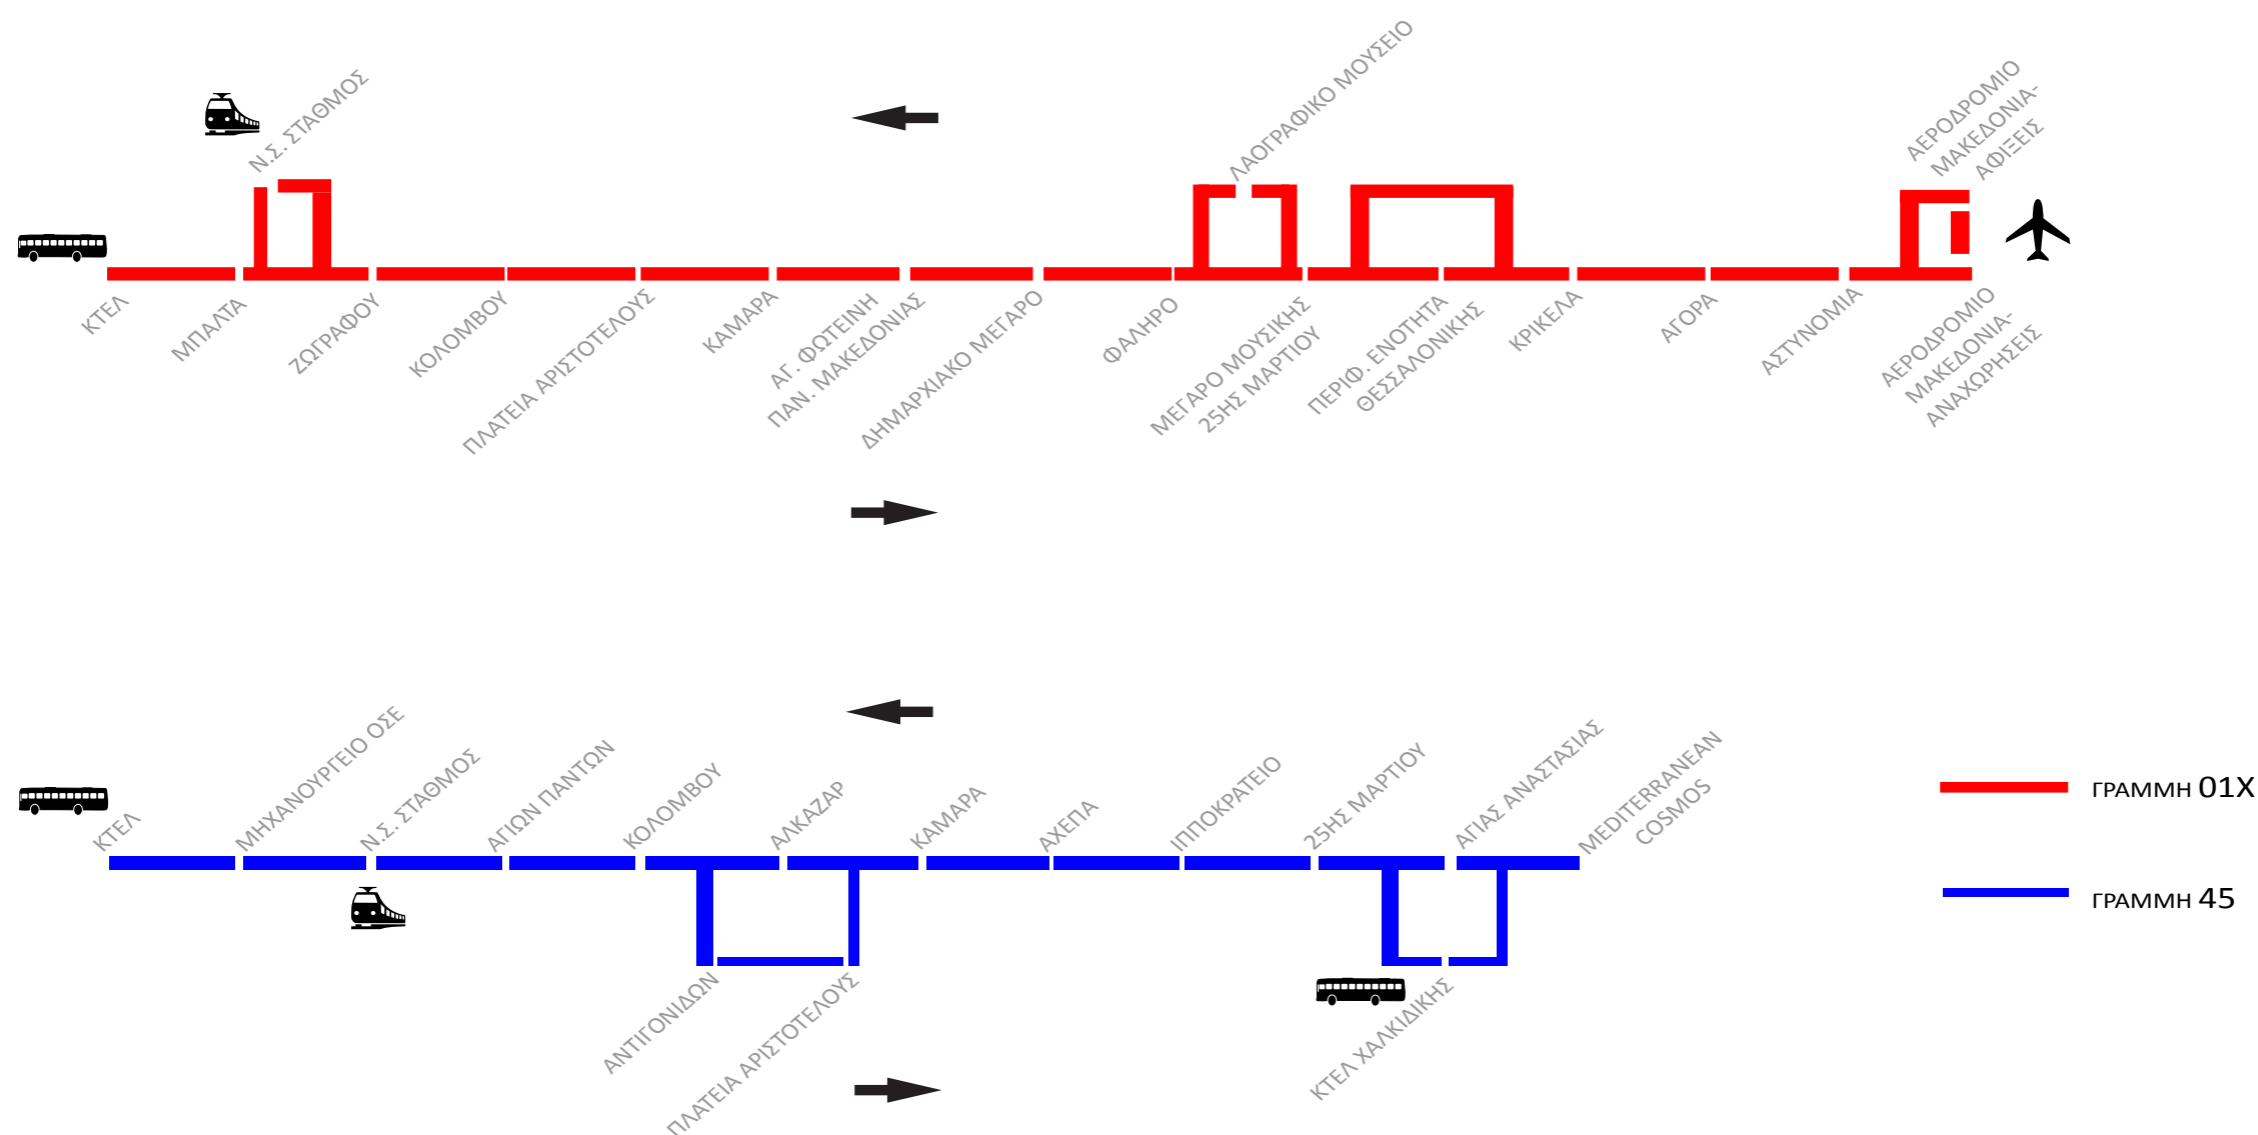 Ν.Σ. ΣΤΑΘΜΟΣ
ΛΑΟΓΡΑΦΙΚΟ ΜΟΥΣΕΙΟ
ΑΕΡΟΔΡΟΜΙΟ
ΜΑΚΕΔΟΝΙΑ-
ΑΦΙΞΕΙΣ
ΚΤΕΛ
ΜΠΑΛΤΑ
ΖΩΓΡΑΦΟΥ
ΚΟΛΟΜΒΟΥ
ΠΛΑΤΕΙΑ ΑΡΙΣΤΟΤΕΛΟΥΣ
ΚΑΜΑΡΑ
ΑΓ. ΦΩΤΕΙΝΗ
ΠΑΝ. ΜΑΚΕΔΟΝΙΑΣ
ΔΗΜΑΡΧΙΑΚΟ ΜΕΓΑΡΟ
ΦΑΛΗΡΟ
ΜΕΓΑΡΟ ΜΟΥΣΙΚΗΣ
25ΗΣ ΜΑΡΤΙΟΥ
ΠΕΡΙΦ. ΕΝΟΤΗΤΑ
ΘΕΣΣΑΛΟΝΙΚΗΣ
ΚΡΙΚΕΛΑ
ΑΓΟΡΑ
ΑΣΤΥΝΟΜΙΑ
ΑΕΡΟΔΡΟΜΙΟ
ΜΑΚΕΔΟΝΙΑ-
ΑΝΑΧΩΡΗΣΕΙΣ
ΚΤΕΛ
ΜΗΧΑΝΟΥΡΓΕΙΟ ΟΣΕ
Ν.Σ. ΣΤΑΘΜΟΣ
ΑΓΙΩΝ ΠΑΝΤΩΝ
ΚΟΛΟΜΒΟΥ
ΑΛΚΑΖΑΡ
ΚΑΜΑΡΑ
ΑΧΕΠΑ
ΙΠΠΟΚΡΑΤΕΙΟ
25ΗΣ ΜΑΡΤΙΟΥ
ΑΓΙΑΣ ΑΝΑΣΤΑΣΙΑΣ
MEDITERRANEAN
COSMOS
ΑΝΤΙΓΟΝΙΔΩΝ
ΠΛΑΤΕΙΑ ΑΡΙΣΤΟΤΕΛΟΥΣ
ΚΤΕΛ ΧΑΛΚΙΔΙΚΗΣ
ΓΡΑΜΜΗ 01X
ΓΡΑΜΜΗ 45